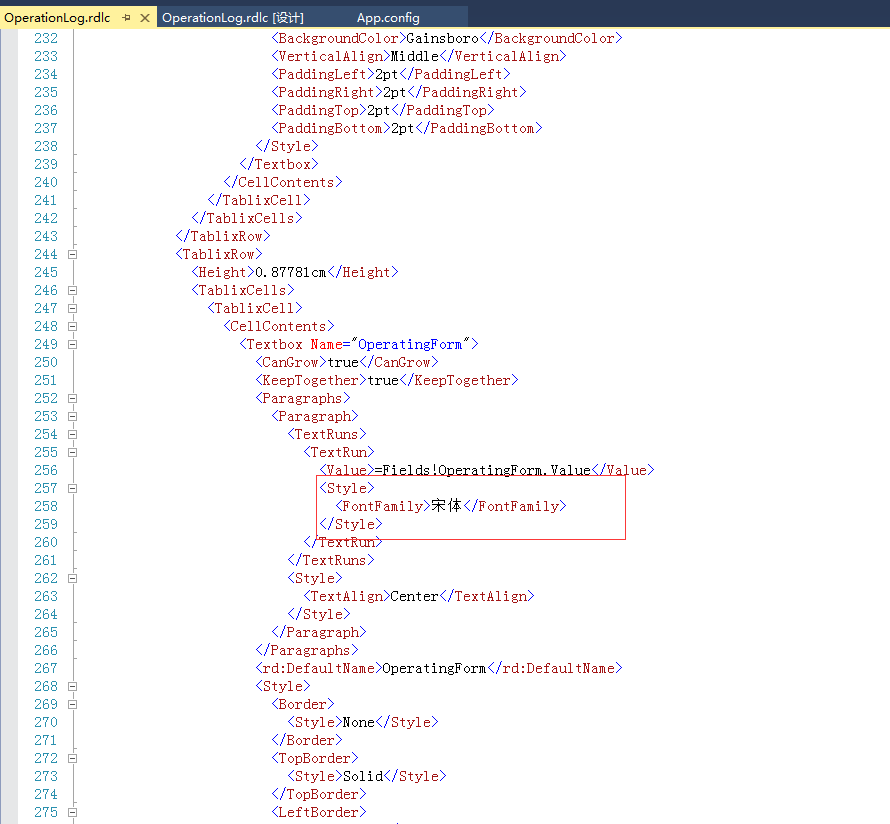 OperationLog.rdlc OperationLog.rdlc [设计] App.config
232 <BackgroundColor>Gainsboro</BackgroundColor>
233 <VerticalAlign>Middle</VerticalAlign>
234 <PaddingLeft>2pt</PaddingLeft>
235 <PaddingRight>2pt</PaddingRight>
236 <PaddingTop>2pt</PaddingTop>
237 <PaddingBottom>2pt</PaddingBottom>
238 </Style>
239 </Textbox>
240 </CellContents>
241 </TablixCell>
242 </TablixCells>
243 </TablixRow>
244 <TablixRow>
245 <Height>0.87781cm</Height>
246 <TablixCells>
247 <TablixCell>
248 <CellContents>
249 <Textbox Name="OperatingForm">
250 <CanGrow>true</CanGrow>
251 <KeepTogether>true</KeepTogether>
252 <Paragraphs>
253 <Paragraph>
254 <TextRuns>
255 <TextRun>
256 <Value>=Fields!OperatingForm.Value</Value>
257 <Style>
258 <FontFamily>宋体</FontFamily>
259 </Style>
260 </TextRun>
261 </TextRuns>
262 <Style>
263 <TextAlign>Center</TextAlign>
264 </Style>
265 </Paragraph>
266 </Paragraphs>
267 <rd:DefaultName>OperatingForm</rd:DefaultName>
268 <Style>
269 <Border>
270 <Style>None</Style>
271 </Border>
272 <TopBorder>
273 <Style>Solid</Style>
274 </TopBorder>
275 <LeftBorder>